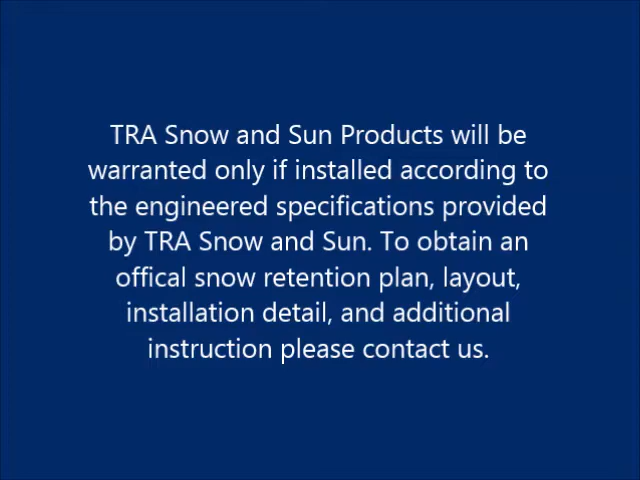 TRA Snow and Sun Products will be
warranted only if installed according to
the engineered specifications provided
by TRA Snow and Sun. To obtain an
offical snow retention plan, layout,
installation detail, and additional
instruction please contact us.